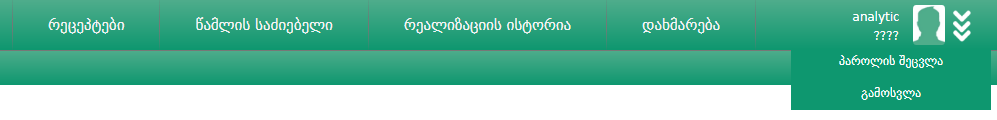 რეცეპტები წამლის საძიებელი რეალიზაციის ისტორია დახმარება
analytic
????
პაროლის შეცვლა
გამოსვლა